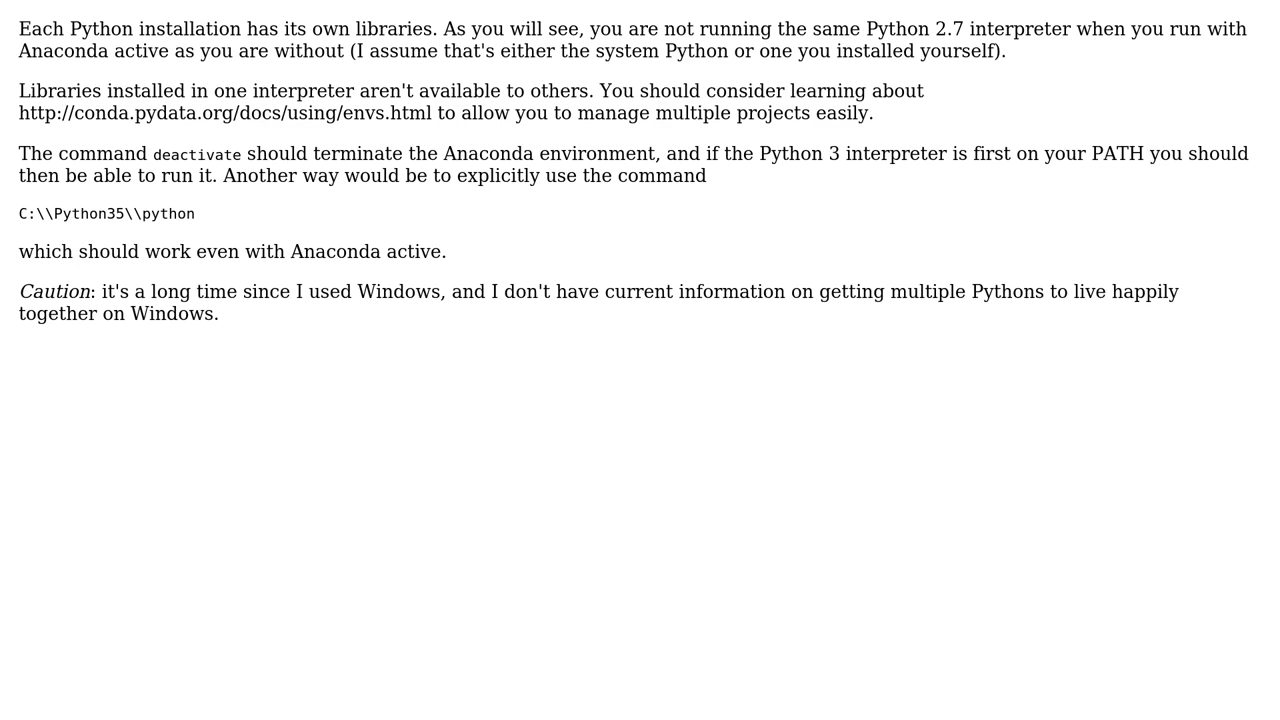 Each Python installation has its own libraries. As you will see, you are not running the same Python 2.7 interpreter when you run with
Anaconda active as you are without (I assume that's either the system Python or one you installed yourself).
Libraries installed in one interpreter aren't available to others. You should consider learning about
http://conda.pydata.org/docs/using/envs.html to allow you to manage multiple projects easily.
The command deactivate should terminate the Anaconda environment, and if the Python 3 interpreter is first on your PATH you should
then be able to run it. Another way would be to explicitly use the command
C:\\Python35\\python
which should work even with Anaconda active.
Caution: it's a long time since I used Windows, and I don't have current information on getting multiple Pythons to live happily
together on Windows.